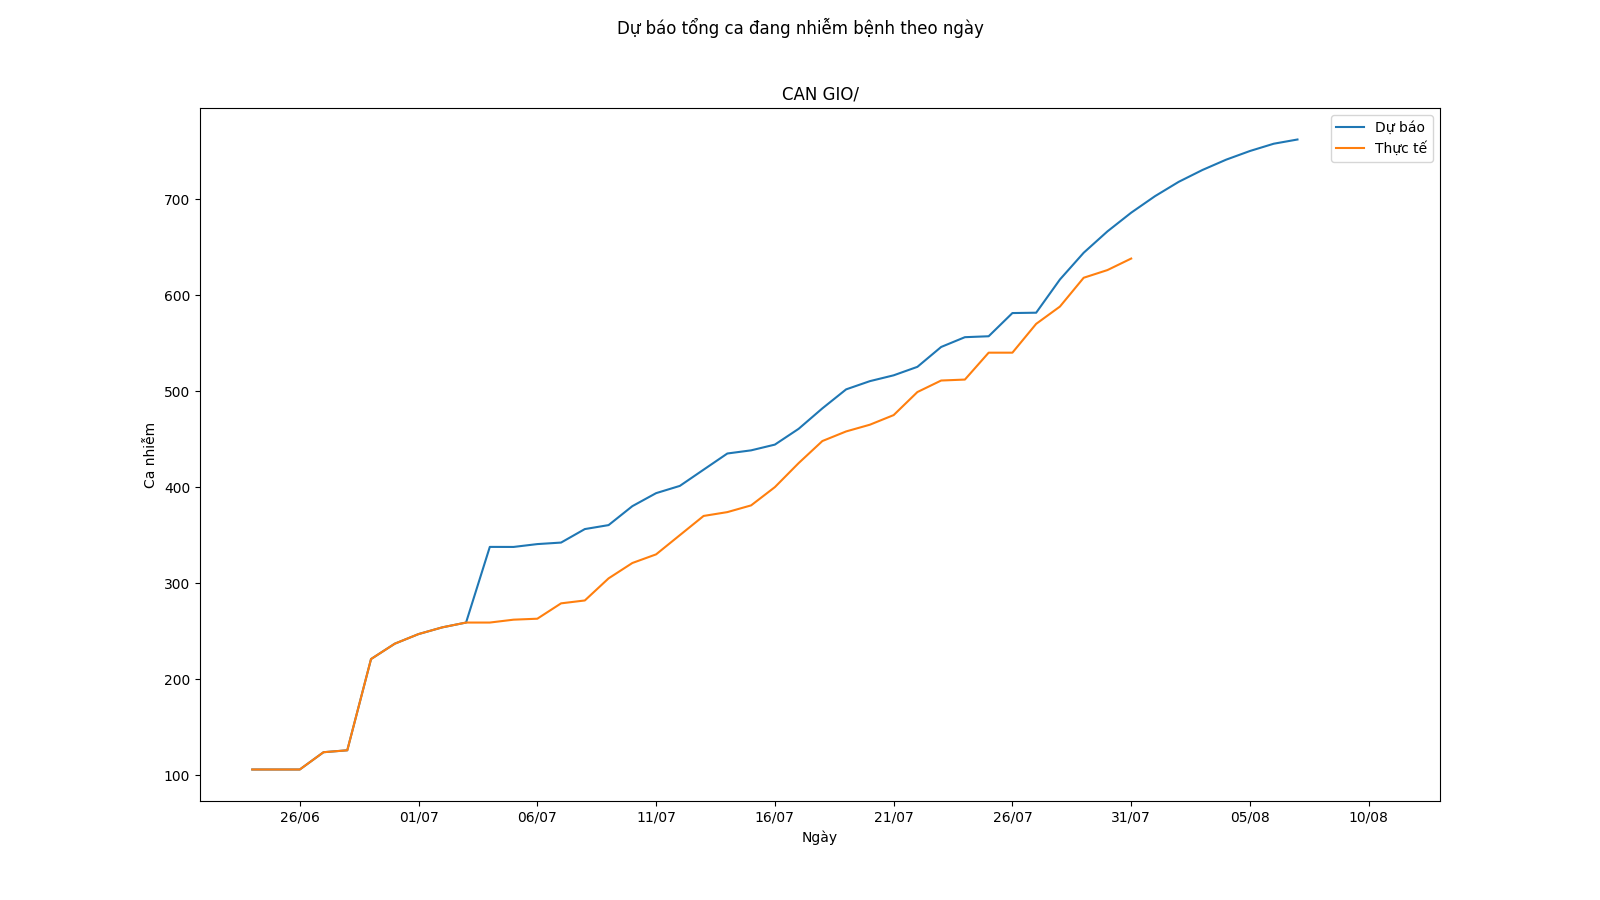 Dự báo tổng ca đang nhiễm bệnh theo ngày
CAN GIO/
Dự báo
Thực tế
700
600
500
400
300
200
100
Ca nhiễm
26/06 01/07 06/07 11/07 16/07 21/07 26/07 31/07 05/08 10/08
Ngày